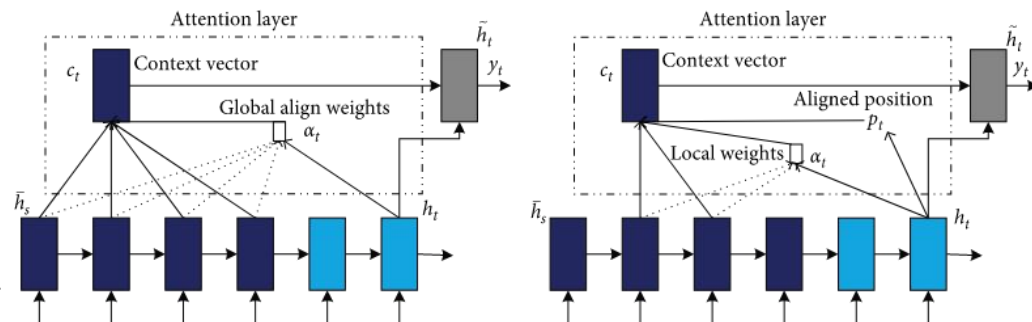 Attention layer
h̃ₜ
cₜ
Context vector
yₜ
Global align weights
αₜ
h̄ₛ
hₜ
Attention layer
h̃ₜ
cₜ
Context vector
yₜ
Aligned position
pₜ
Local weights
αₜ
h̄ₛ
hₜ